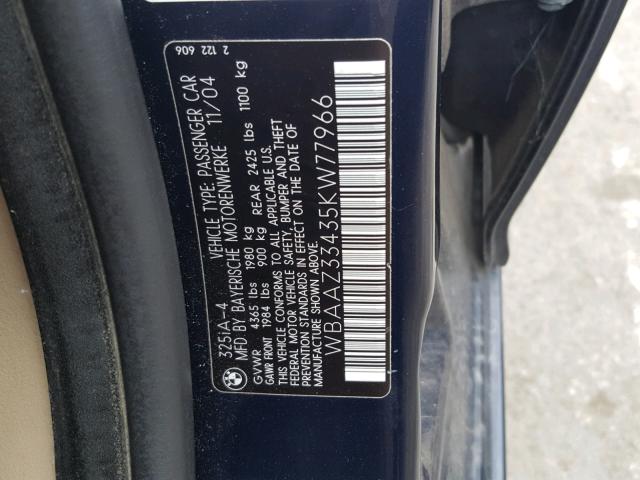 2 122 606
325iA-4 VEHICLE TYPE: PASSENGER CAR
MFD BY BAYERISCHE MOTORENWERKE 11/04
GVWR 4365 lbs 1980 kg REAR 2425 lbs 1100 kg
GAWR FRONT 1984 lbs 900 kg
THIS VEHICLE CONFORMS TO ALL APPLICABLE U.S.
FEDERAL MOTOR VEHICLE SAFETY, BUMPER AND THEFT
PREVENTION STANDARDS IN EFFECT ON THE DATE OF
MANUFACTURE SHOWN ABOVE.
WBAAZ33435KW77966